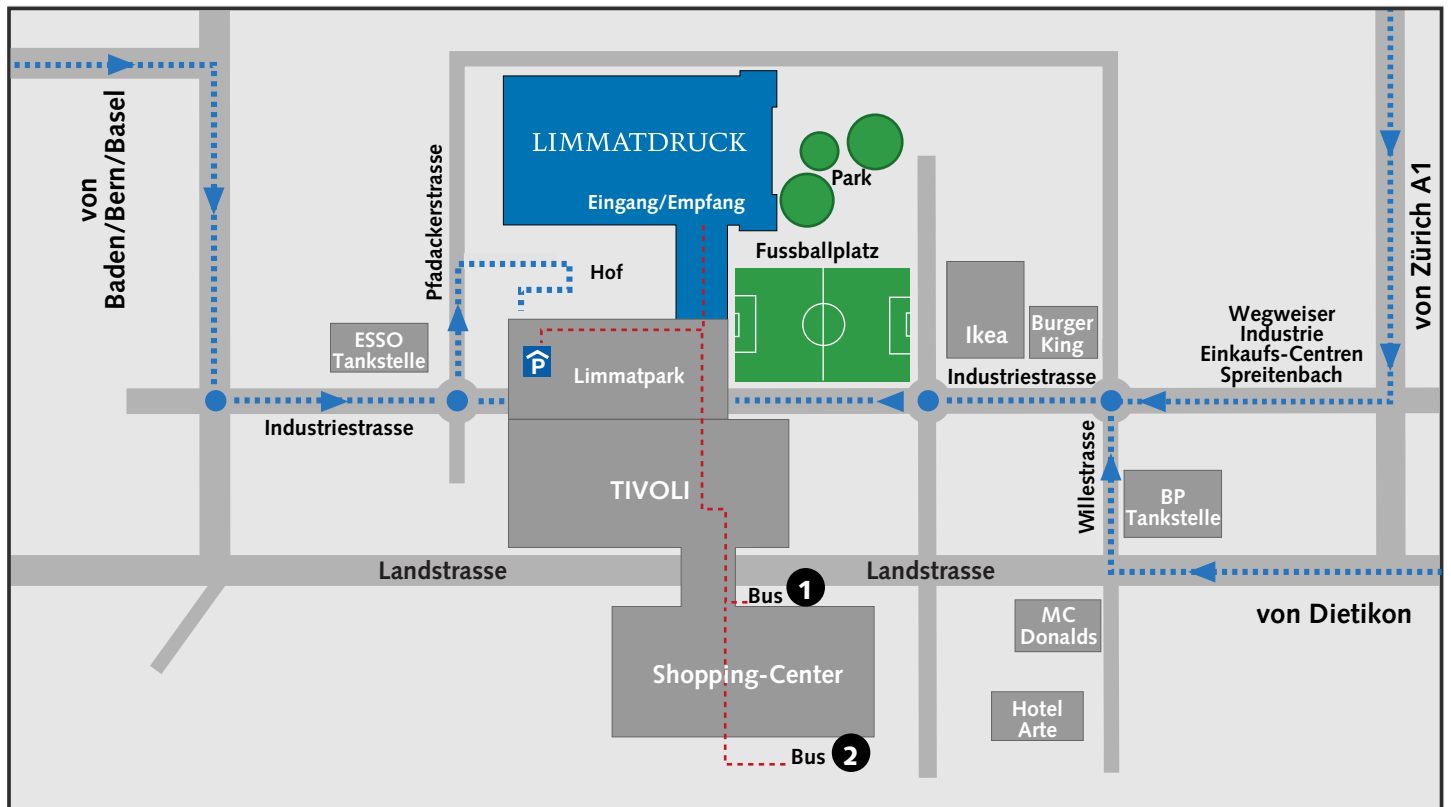 von
Baden/Bern/Basel
Pfadackerstrasse
LIMMATDRUCK
Eingang/Empfang
Park
Fussballplatz
Hof
ESSO
Tankstelle
P
Limmatpark
Ikea
Burger
King
Wegweiser
Industrie
Einkaufs-Centren
Spreitenbach
von Zürich A1
Industriestrasse
Industriestrasse
TIVOLI
Willestrasse
BP
Tankstelle
Landstrasse
Landstrasse
Bus 1
MC
Donalds
von Dietikon
Shopping-Center
Hotel
Arte
Bus 2